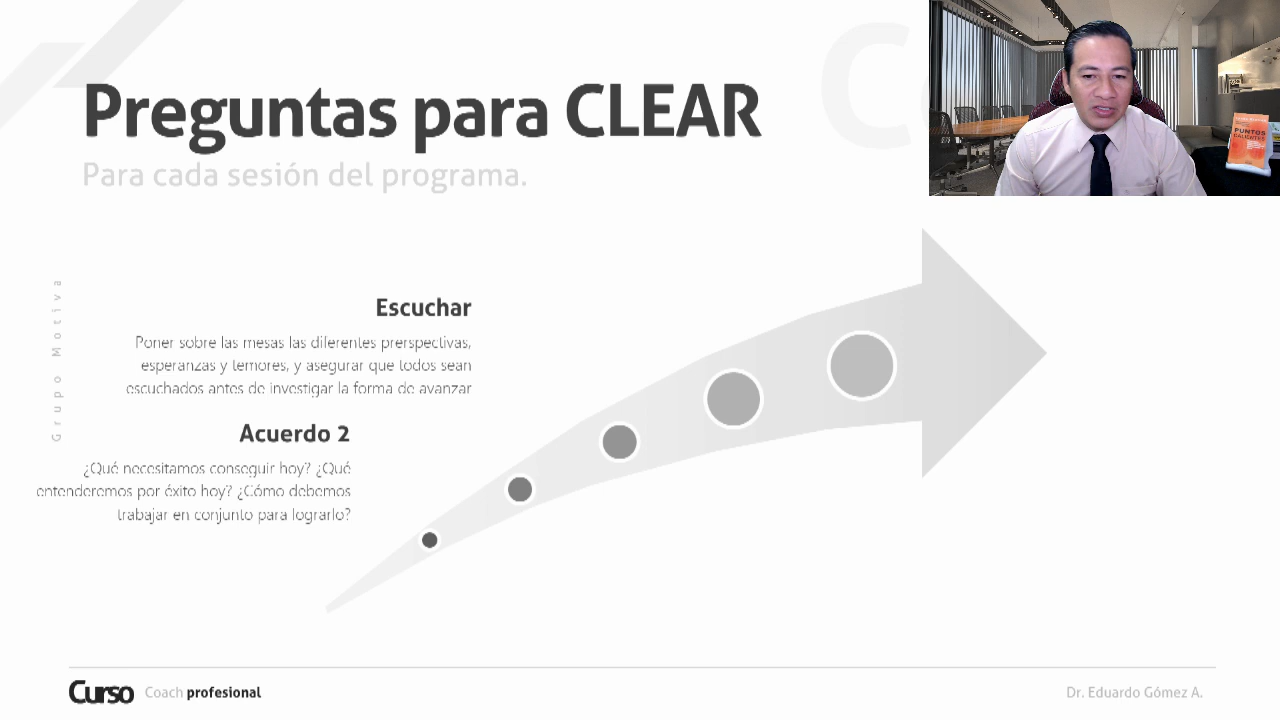 Preguntas para CLEAR
Para cada sesión del programa.
Grupo Motiva
Escuchar
Poner sobre las mesas las diferentes prerspectivas,
esperanzas y temores, y asegurar que todos sean
escuchados antes de investigar la forma de avanzar
Acuerdo 2
¿Qué necesitamos conseguir hoy? ¿Qué
entenderemos por éxito hoy? ¿Cómo debemos
trabajar en conjunto para lograrlo?
PUNTOS
CALIENTES
Curso Coach profesional
Dr. Eduardo Gómez A.